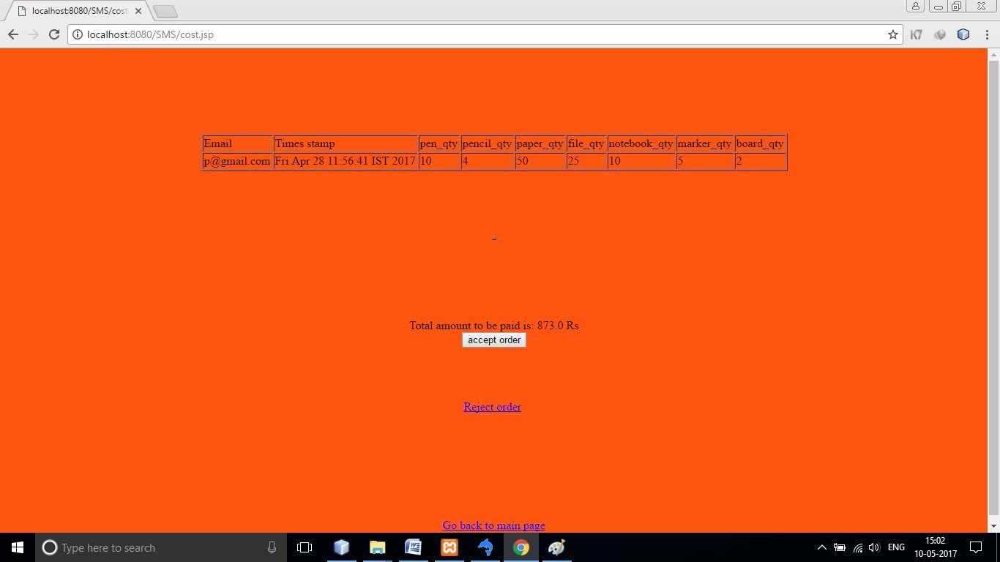 localhost:8080/SMS/cost
localhost:8080/SMS/cost.jsp
Email Times stamp pen_qty pencil_qty paper_qty file_qty notebook_qty marker_qty board_qty
p@gmail.com Fri Apr 28 11:56:41 IST 2017 10 4 50 25 10 5 2
Total amount to be paid is: 873.0 Rs
accept order
Reject order
Go back to main page
Type here to search
ENG
15:02
10-05-2017